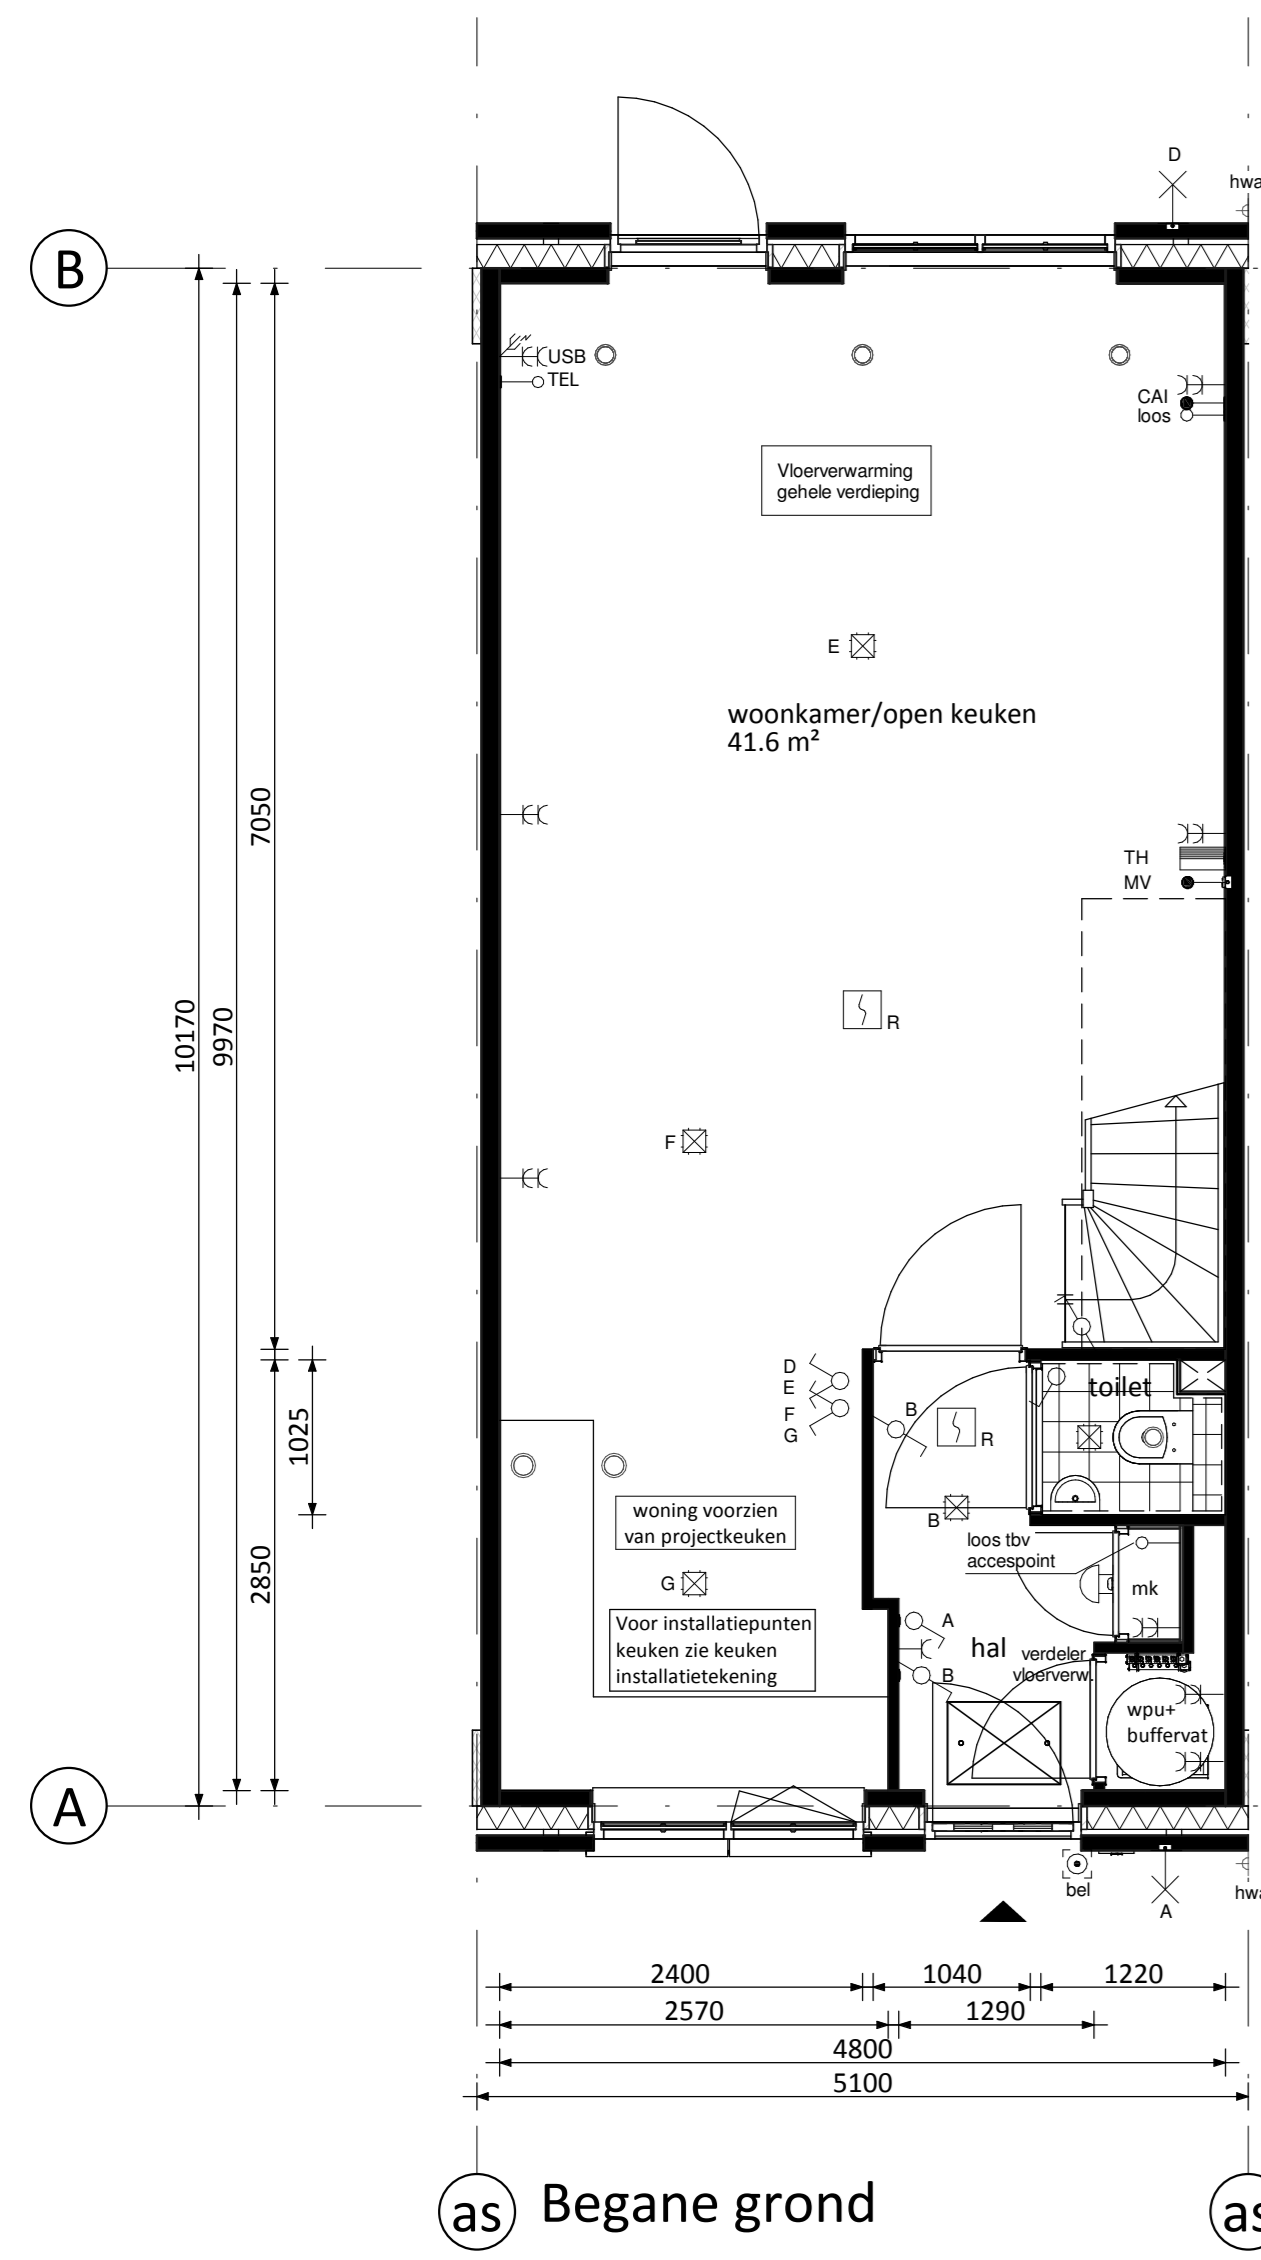 D
hwa
B
USB
TEL
CAI
loos
Vloerverwarming
gehele verdieping
E
woonkamer/open keuken
41.6 m²
7050
TH
MV
10170
9970
R
F
D
E
F
G
B
toilet
R
1025
B
woning voorzien
van projectkeuken
loos tbv
accespoint
2850
G
mk
Voor installatiepunten
keuken zie keuken
installatietekening
A
hal
verdeler
vloerverw.
B
wpu+
buffervat
A
bel
A
hwa
2400
1040
1220
2570
1290
4800
5100
as
Begane grond
as